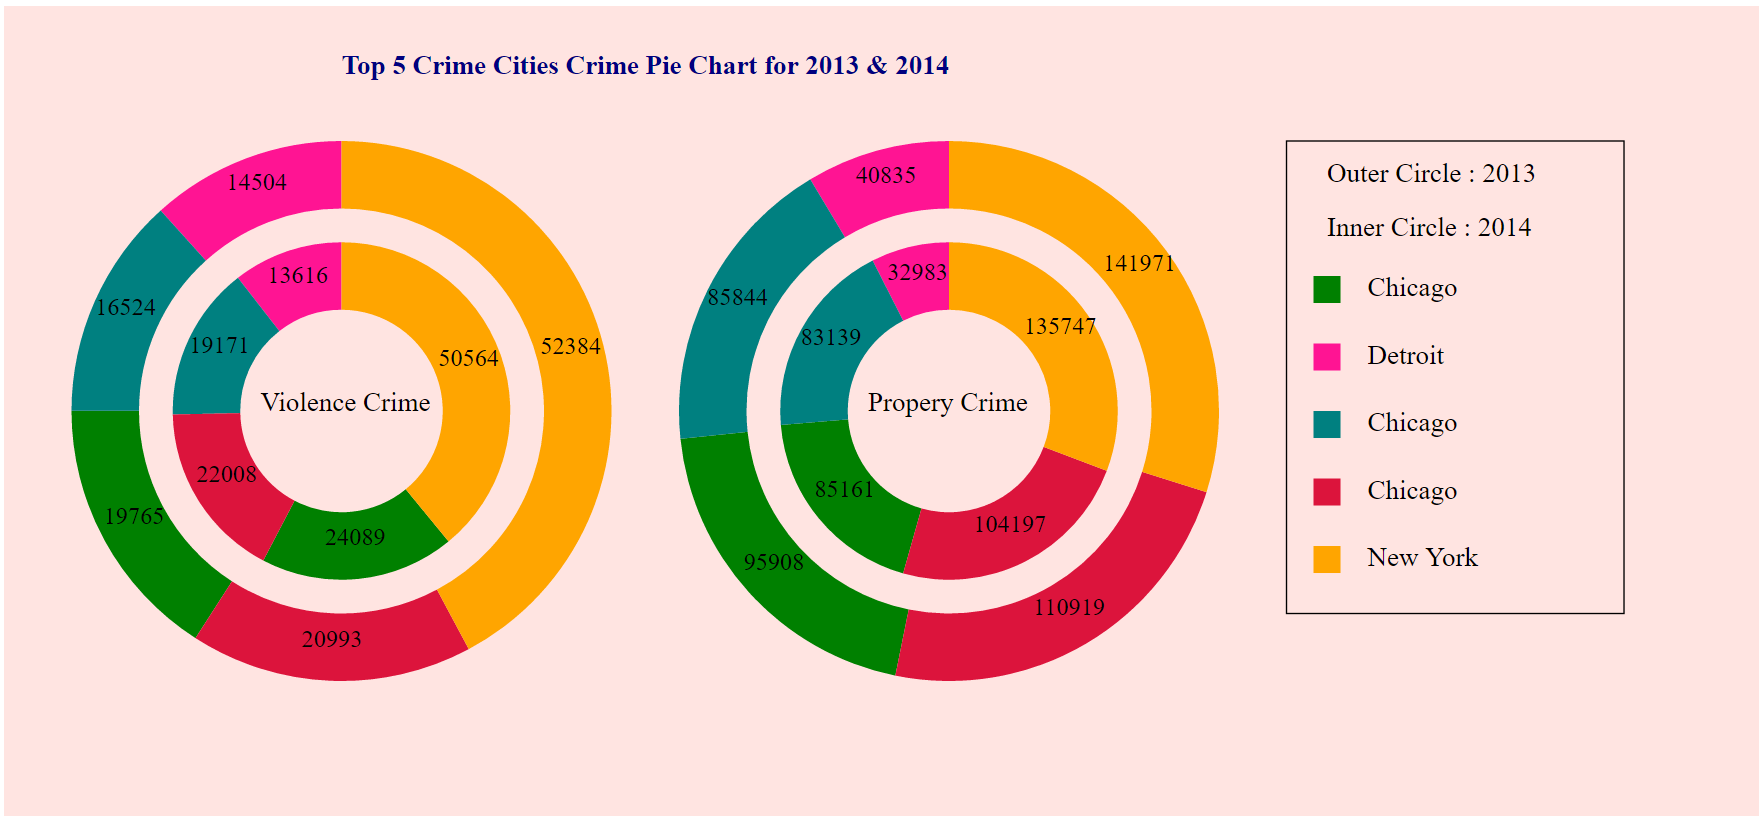 Top 5 Crime Cities Crime Pie Chart for 2013 & 2014
14504
52384
20993
19765
16524
13616
50564
24089
22008
19171
Violence Crime
40835
141971
110919
95908
85844
32983
135747
104197
85161
83139
Propery Crime
Outer Circle : 2013
Inner Circle : 2014
Chicago
Detroit
Chicago
Chicago
New York